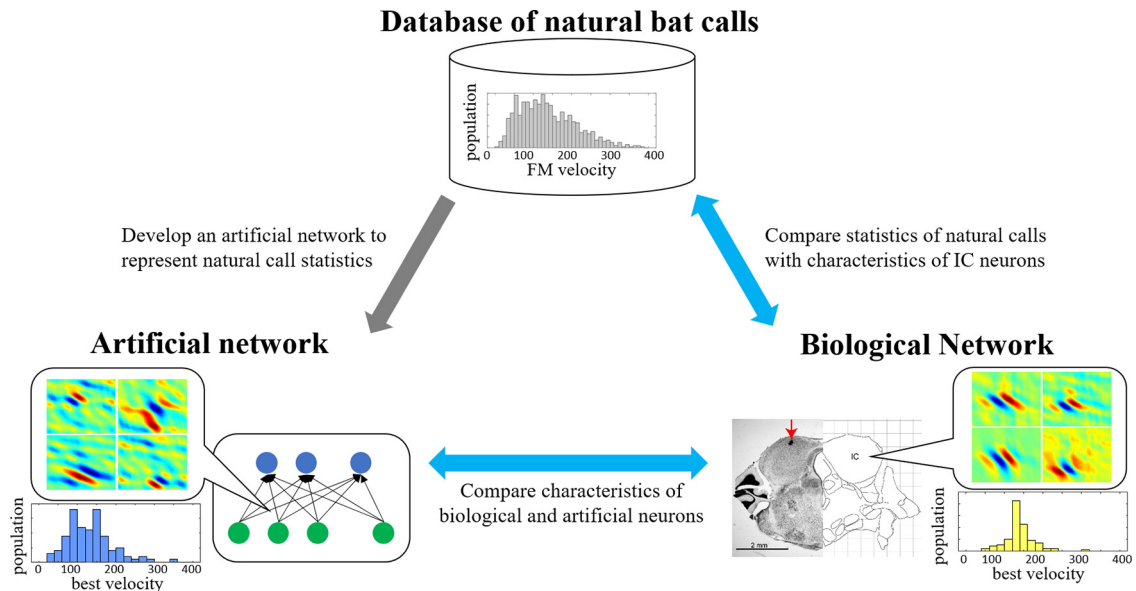 Database of natural bat calls
population
0 100 200 300 400
FM velocity
Develop an artificial network to
represent natural call statistics
Compare statistics of natural calls
with characteristics of IC neurons
Artificial network
Biological Network
IC
Compare characteristics of
biological and artificial neurons
2 mm
population
0 100 200 300 400
best velocity
population
0 100 200 300 400
best velocity